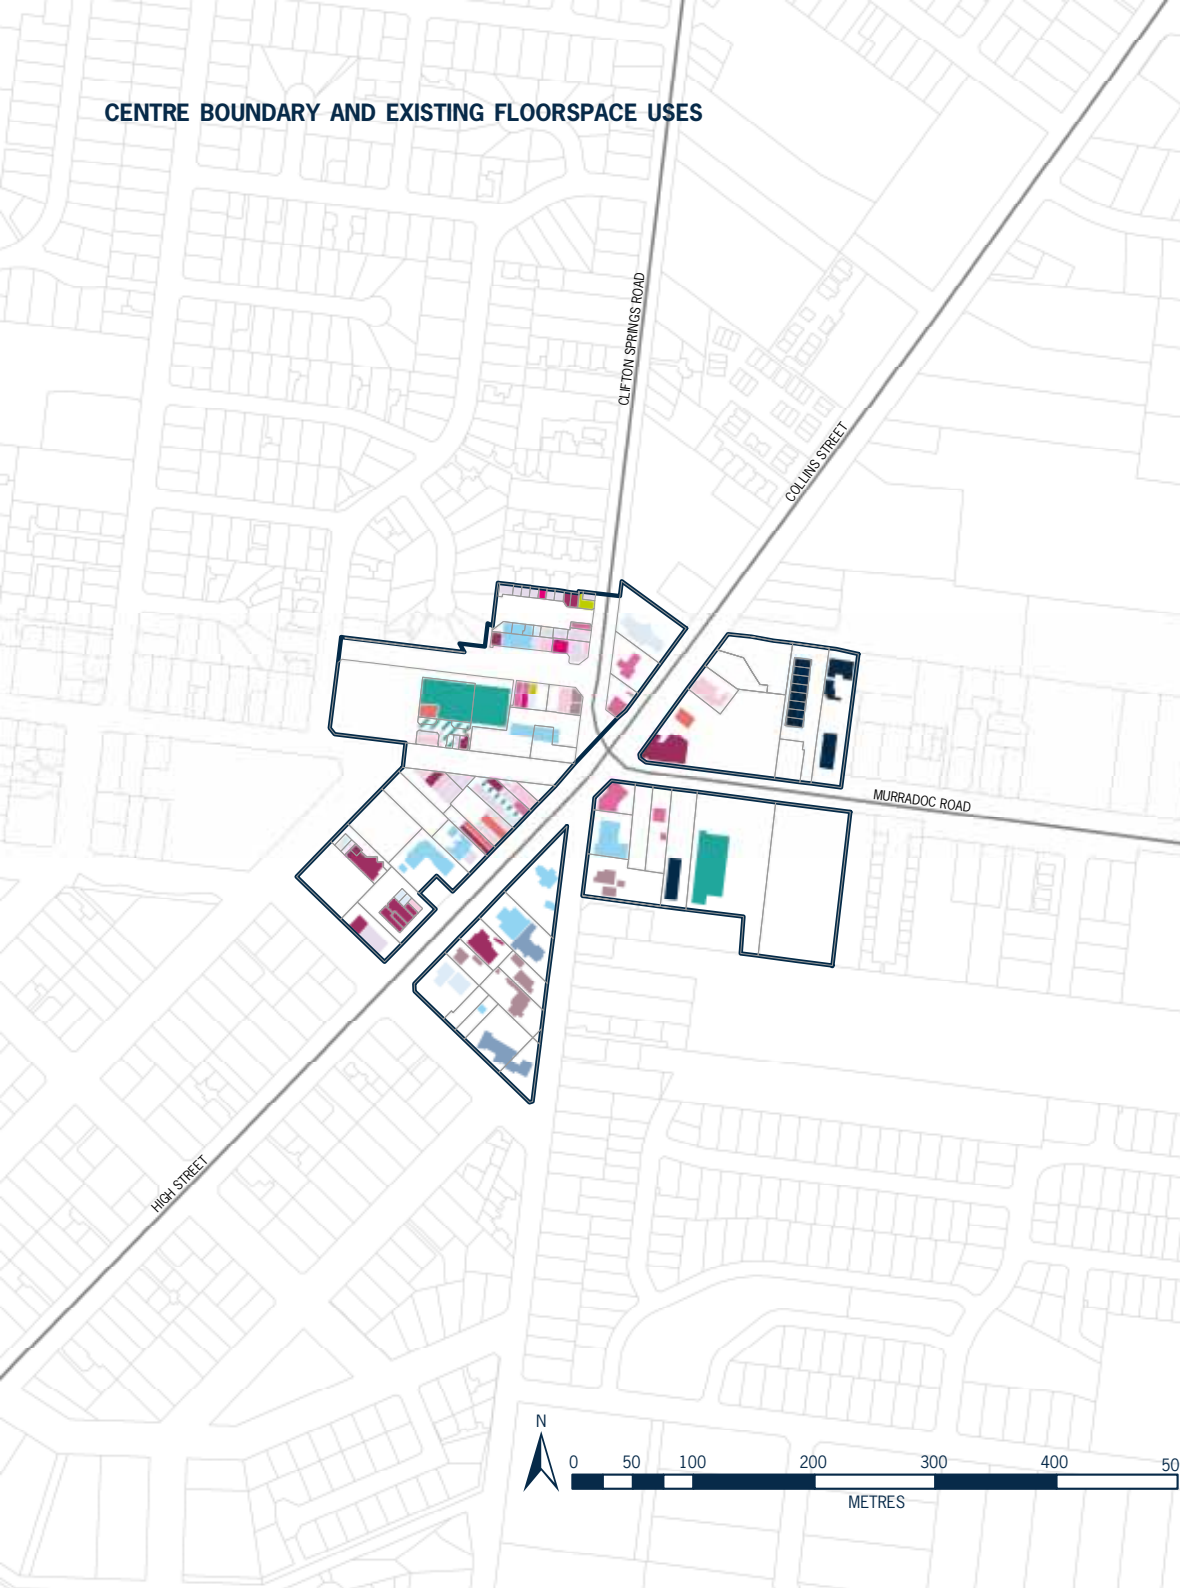 CENTRE BOUNDARY AND EXISTING FLOORSPACE USES
CLIFTON SPRINGS ROAD
COLLINS STREET
MURRADOC ROAD
HIGH STREET
N
0 50 100 200 300 400 50
METRES